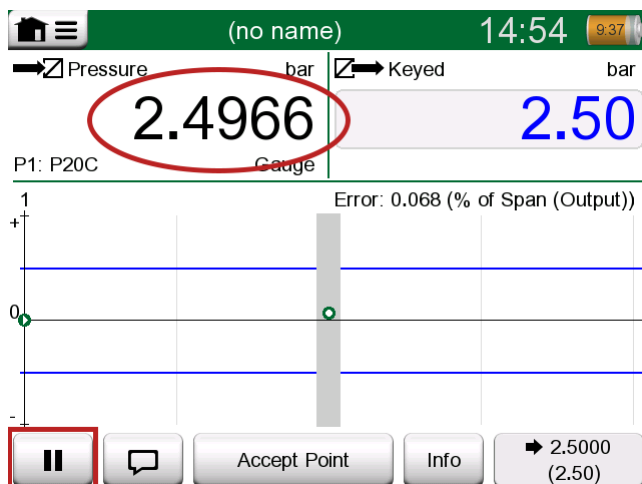 (no name) 14:54 9:37
Pressure bar
2.4966
P1: P20C Gauge
Keyed bar
2.50
Error: 0.068 (% of Span (Output))
1
+
0
-
Accept Point
Info
2.5000
(2.50)